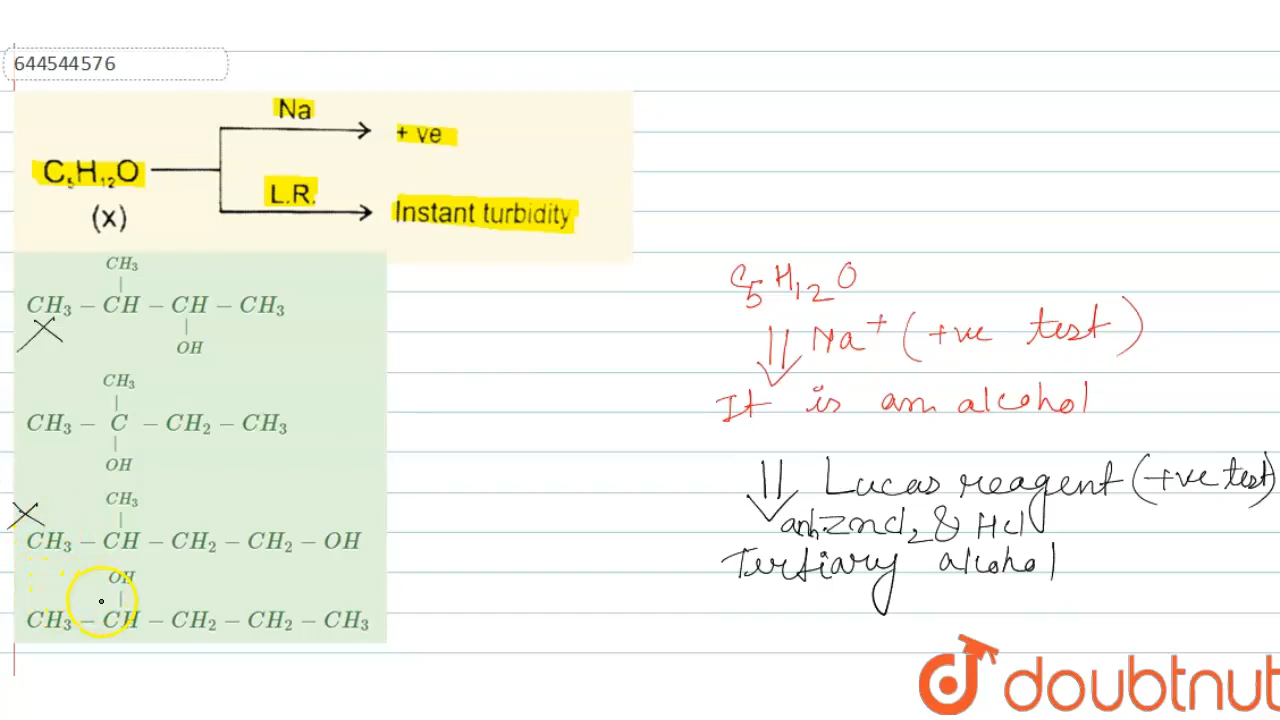 644544576
Na
+ ve
C₅H₁₂O
L.R.
(x)
Instant turbidity
CH₃
|
CH₃ − CH − CH − CH₃
|
OH
CH₃
|
CH₃ − C − CH₂ − CH₃
|
OH
CH₃
|
CH₃ − CH − CH₂ − CH₂ − OH
OH
|
CH₃ − CH − CH₂ − CH₂ − CH₃
C₅H₁₂O
Na⁺ (+ve test)
It is an alcohol
Lucas reagent (+ve test)
anh. ZnCl₂ & HCl
Tertiary alcohol
doubtnut